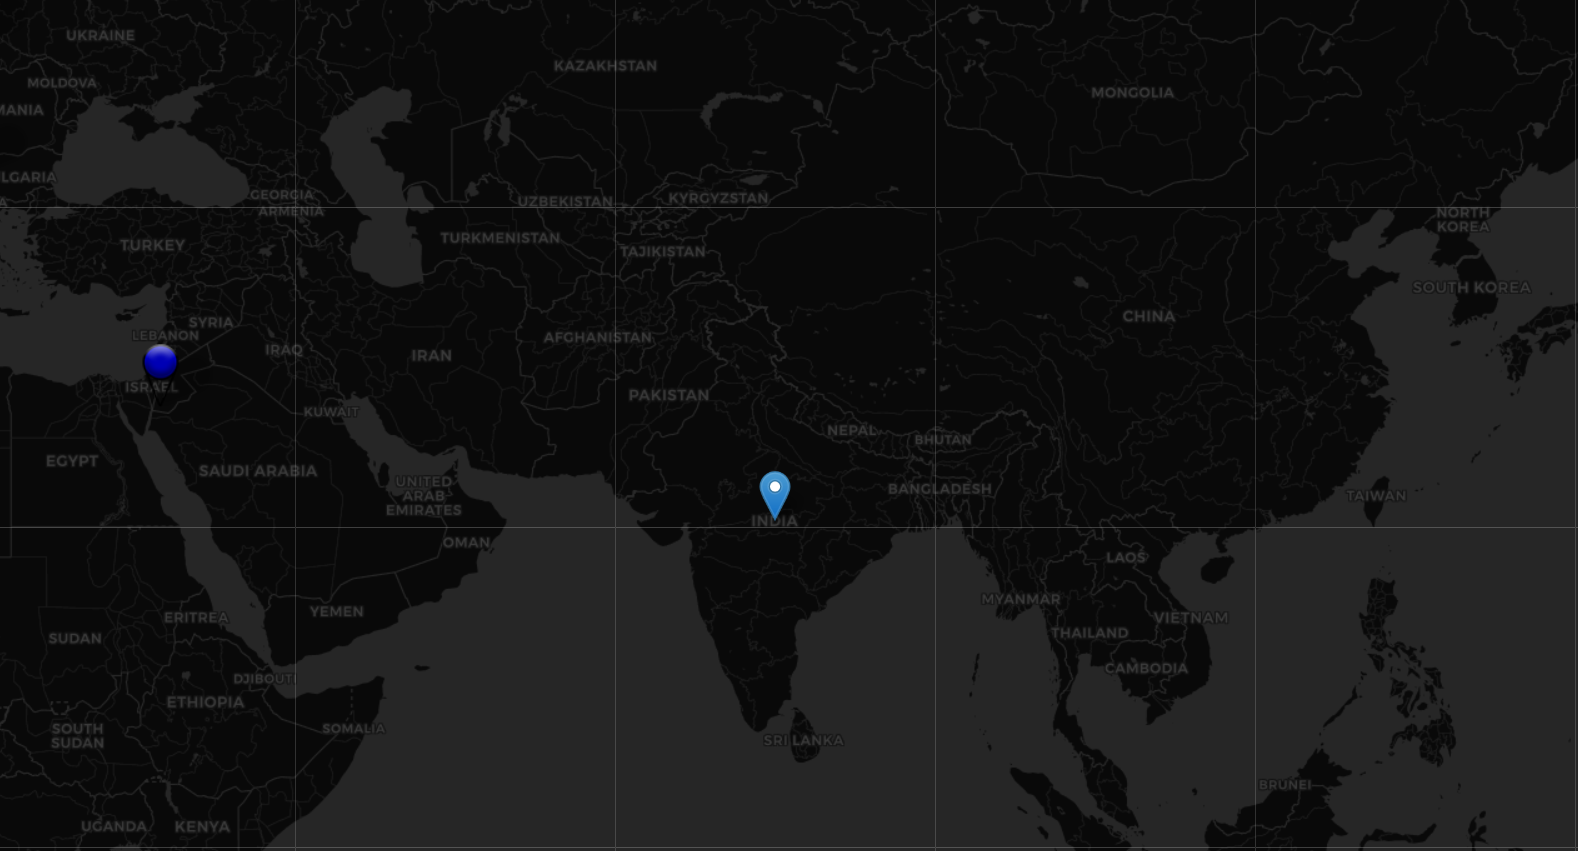 UKRAINE
KAZAKHSTAN
MOLDOVA
MONGOLIA
MANIA
LGARIA
GEORGIA
KYRGYZSTAN
UZBEKISTAN
A
ARMENIA
NORTH
KOREA
TURKEY
TURKMENISTAN
TAJIKISTAN
SOUTH KOREA
CHINA
SYRIA
LEBANON
AFGHANISTAN
IRAQ
IRAN
ISRAEL
PAKISTAN
KUWAIT
NEPAL
BHUTAN
EGYPT
SAUDI ARABIA
UNITED
ARAB
EMIRATES
BANGLADESH
TAIWAN
INDIA
OMAN
LAOS
MYANMAR
YEMEN
ERITREA
VIETNAM
SUDAN
THAILAND
CAMBODIA
DJIBOUTI
ETHIOPIA
SOUTH
SUDAN
SOMALIA
SRI LANKA
BRUNEI
UGANDA
KENYA